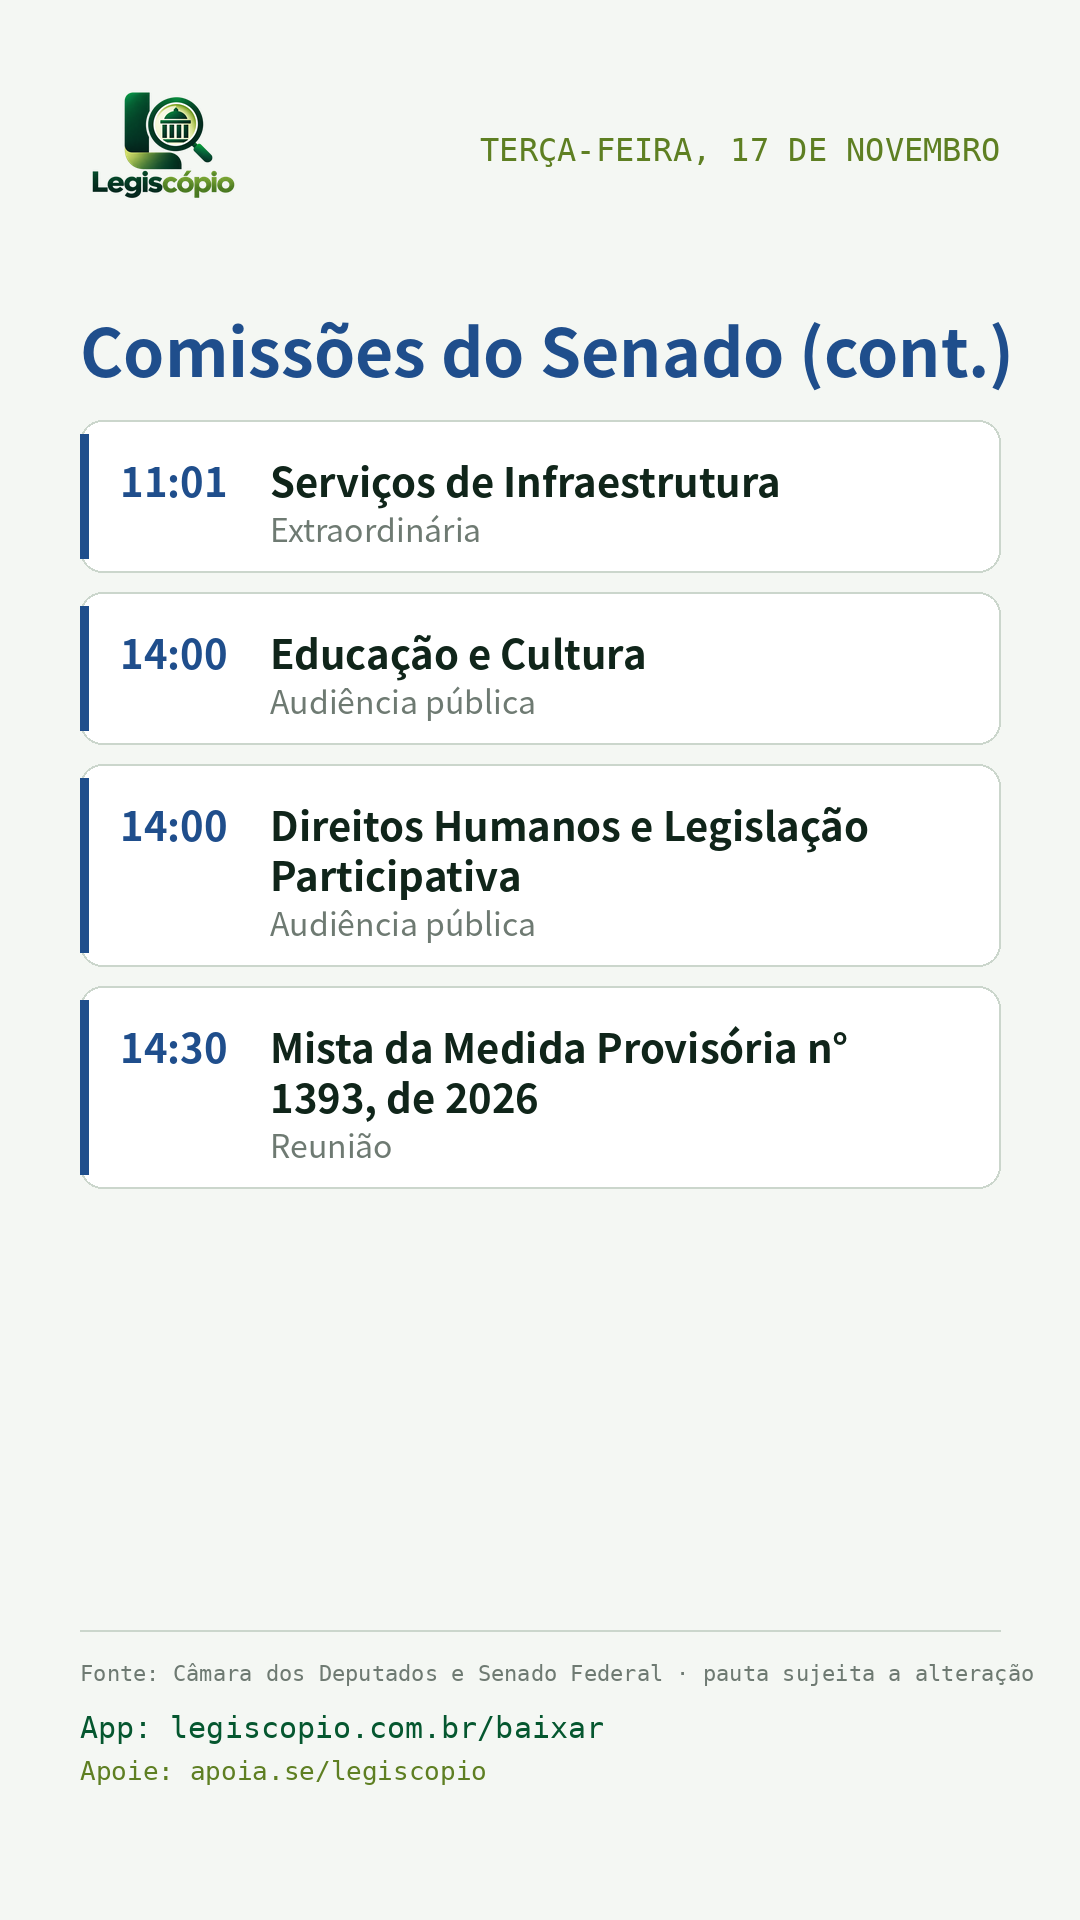 Legiscópio
TERÇA-FEIRA, 17 DE NOVEMBRO
Comissões do Senado (cont.)
11:01 Serviços de Infraestrutura
Extraordinária
14:00 Educação e Cultura
Audiência pública
14:00 Direitos Humanos e Legislação
Participativa
Audiência pública
14:30 Mista da Medida Provisória n°
1393, de 2026
Reunião
Fonte: Câmara dos Deputados e Senado Federal · pauta sujeita a alteração
App: legiscopio.com.br/baixar
Apoie: apoia.se/legiscopio